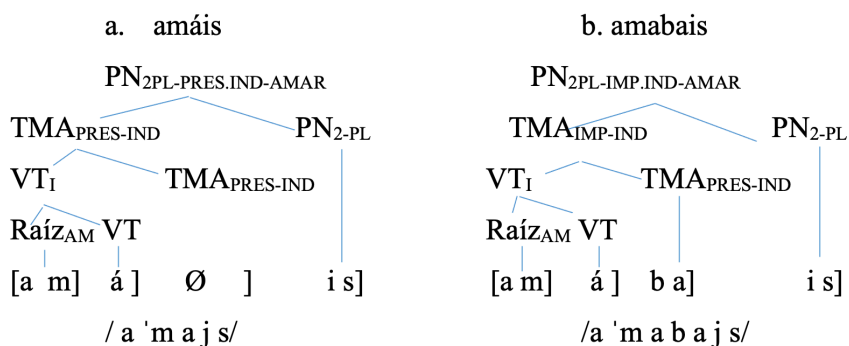 a. amáis b. amabais
PN2PL-PRES.IND-AMAR PN2PL-IMP.IND-AMAR
TMAPRES-IND PN2-PL TMAIMP-IND PN2-PL
VTI TMAPRES-IND VTI TMAPRES-IND
RaízAM VT RaízAM VT
[a m] á ] Ø ] i s] [a m] á ] b a] i s]
/ a ˈm a j s/ /a ˈm a b a j s/